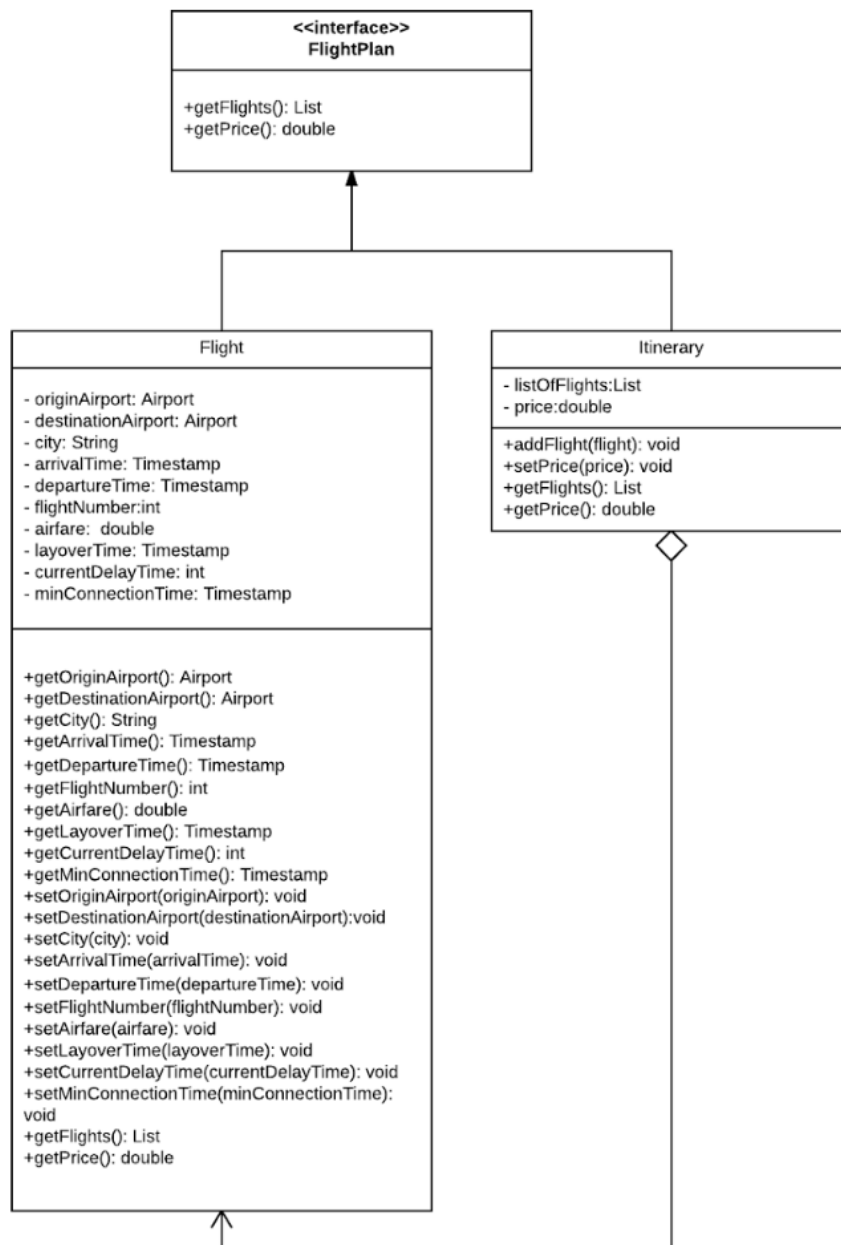 <<interface>>
FlightPlan
+getFlights(): List
+getPrice(): double
Flight
- originAirport: Airport
- destinationAirport: Airport
- city: String
- arrivalTime: Timestamp
- departureTime: Timestamp
- flightNumber:int
- airfare:  double
- layoverTime: Timestamp
- currentDelayTime: int
- minConnectionTime: Timestamp
+getOriginAirport(): Airport
+getDestinationAirport(): Airport
+getCity(): String
+getArrivalTime(): Timestamp
+getDepartureTime(): Timestamp
+getFlightNumber(): int
+getAirfare(): double
+getLayoverTime(): Timestamp
+getCurrentDelayTime(): int
+getMinConnectionTime(): Timestamp
+setOriginAirport(originAirport): void
+setDestinationAirport(destinationAirport):void
+setCity(city): void
+setArrivalTime(arrivalTime): void
+setDepartureTime(departureTime): void
+setFlightNumber(flightNumber): void
+setAirfare(airfare): void
+setLayoverTime(layoverTime): void
+setCurrentDelayTime(currentDelayTime): void
+setMinConnectionTime(minConnectionTime):
void
+getFlights(): List
+getPrice(): double
Itinerary
- listOfFlights:List
- price:double
+addFlight(flight): void
+setPrice(price): void
+getFlights(): List
+getPrice(): double